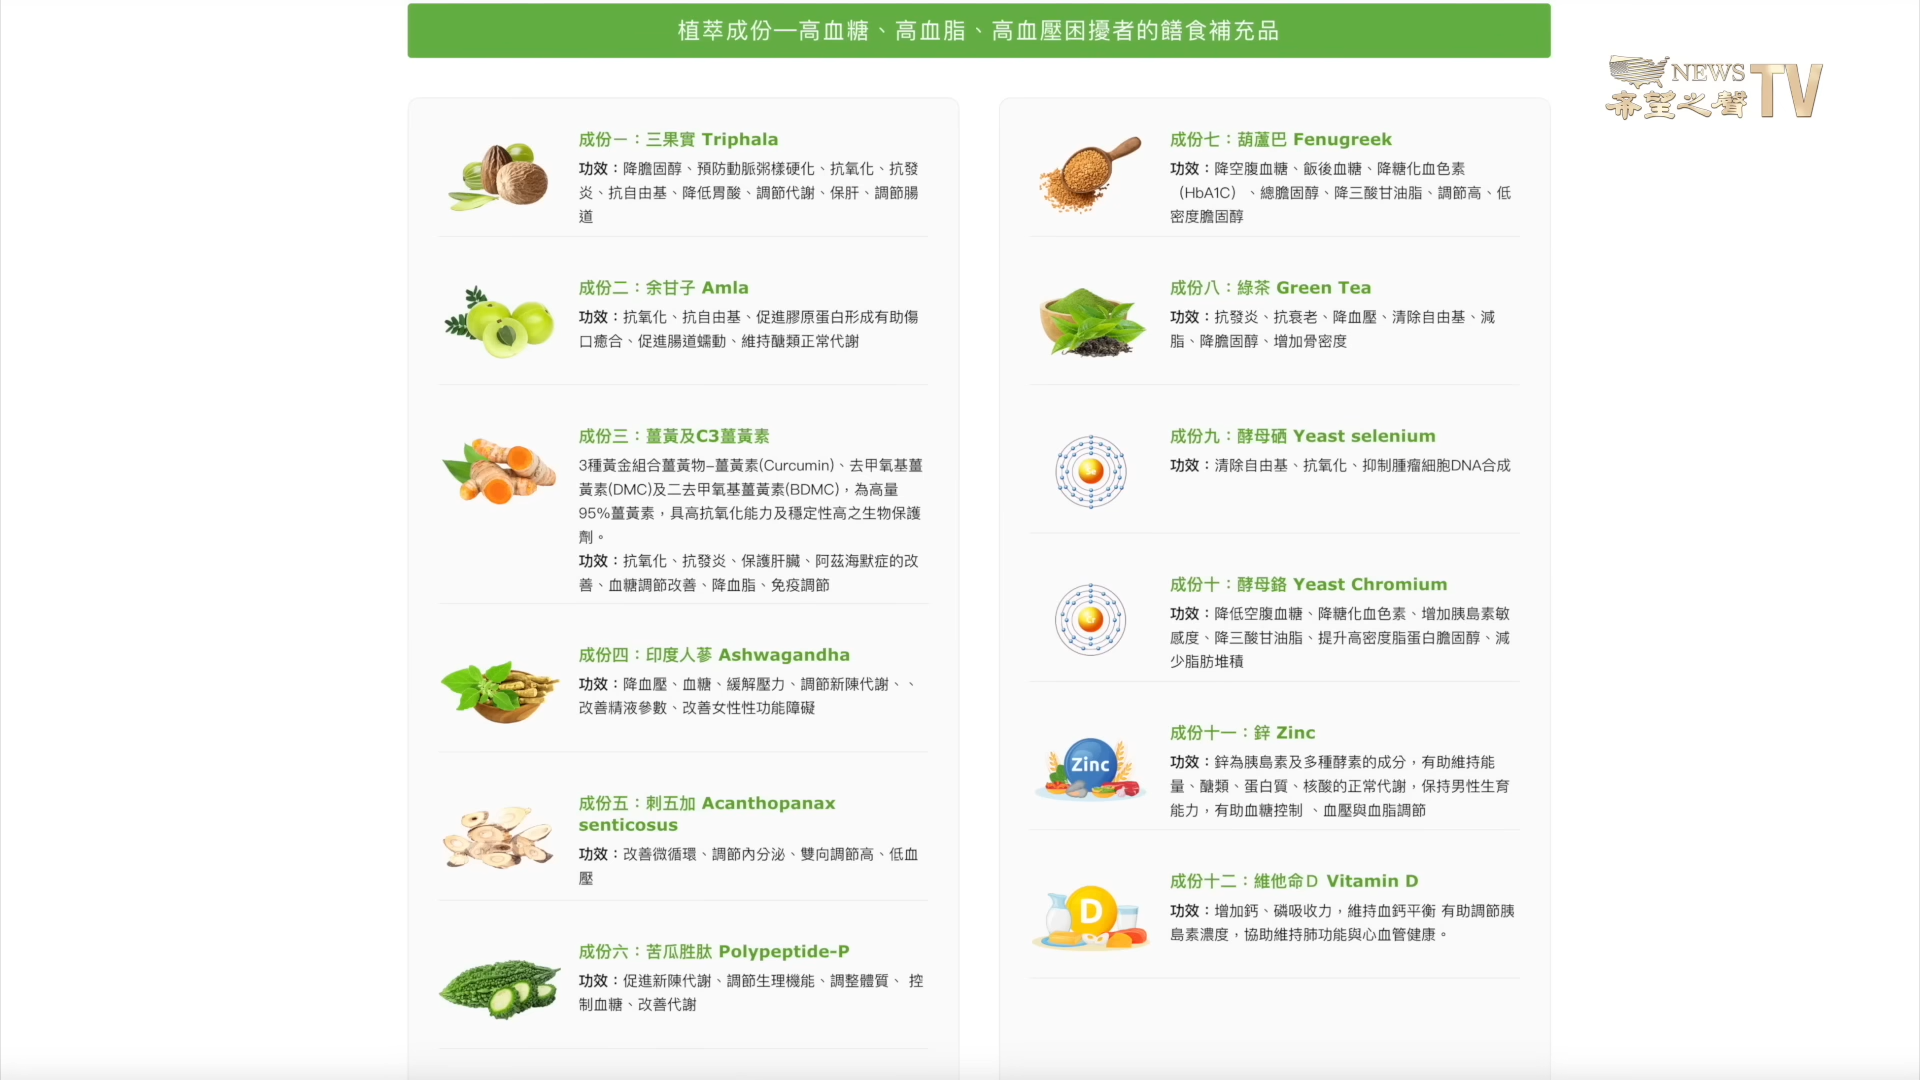 植萃成份—高血糖、高血脂、高血壓困擾者的饍食補充品
NEWS TV
希望之聲
成份一：三果實 Triphala
功效：降膽固醇、預防動脈粥樣硬化、抗氧化、抗發
炎、抗自由基、降低胃酸、調節代謝、保肝、調節腸
道
成份二：余甘子 Amla
功效：抗氧化、抗自由基、促進膠原蛋白形成有助傷
口癒合、促進腸道蠕動、維持醣類正常代謝
成份三：薑黃及C3薑黃素
3種黃金組合薑黃物–薑黃素(Curcumin)、去甲氧基薑
黃素(DMC)及二去甲氧基薑黃素(BDMC)，為高量
95%薑黃素，具高抗氧化能力及穩定性高之生物保護
劑。
功效：抗氧化、抗發炎、保護肝臟、阿茲海默症的改
善、血糖調節改善、降血脂、免疫調節
成份四：印度人蔘 Ashwagandha
功效：降血壓、血糖、緩解壓力、調節新陳代謝、、
改善精液參數、改善女性性功能障礙
成份五：刺五加 Acanthopanax
senticosus
功效：改善微循環、調節內分泌、雙向調節高、低血
壓
成份六：苦瓜胜肽 Polypeptide-P
功效：促進新陳代謝、調節生理機能、調整體質、 控
制血糖、改善代謝
成份七：葫蘆巴 Fenugreek
功效：降空腹血糖、飯後血糖、降糖化血色素
（HbA1C）、總膽固醇、降三酸甘油脂、調節高、低
密度膽固醇
成份八：綠茶 Green Tea
功效：抗發炎、抗衰老、降血壓、清除自由基、減
脂、降膽固醇、增加骨密度
成份九：酵母硒 Yeast selenium
功效：清除自由基、抗氧化、抑制腫瘤細胞DNA合成
成份十：酵母鉻 Yeast Chromium
功效：降低空腹血糖、降糖化血色素、增加胰島素敏
感度、降三酸甘油脂、提升高密度脂蛋白膽固醇、減
少脂肪堆積
Zinc
成份十一：鋅 Zinc
功效：鋅為胰島素及多種酵素的成分，有助維持能
量、醣類、蛋白質、核酸的正常代謝，保持男性生育
能力，有助血糖控制 、血壓與血脂調節
D
成份十二：維他命Ｄ Vitamin D
功效：增加鈣、磷吸收力，維持血鈣平衡 有助調節胰
島素濃度，協助維持肺功能與心血管健康。